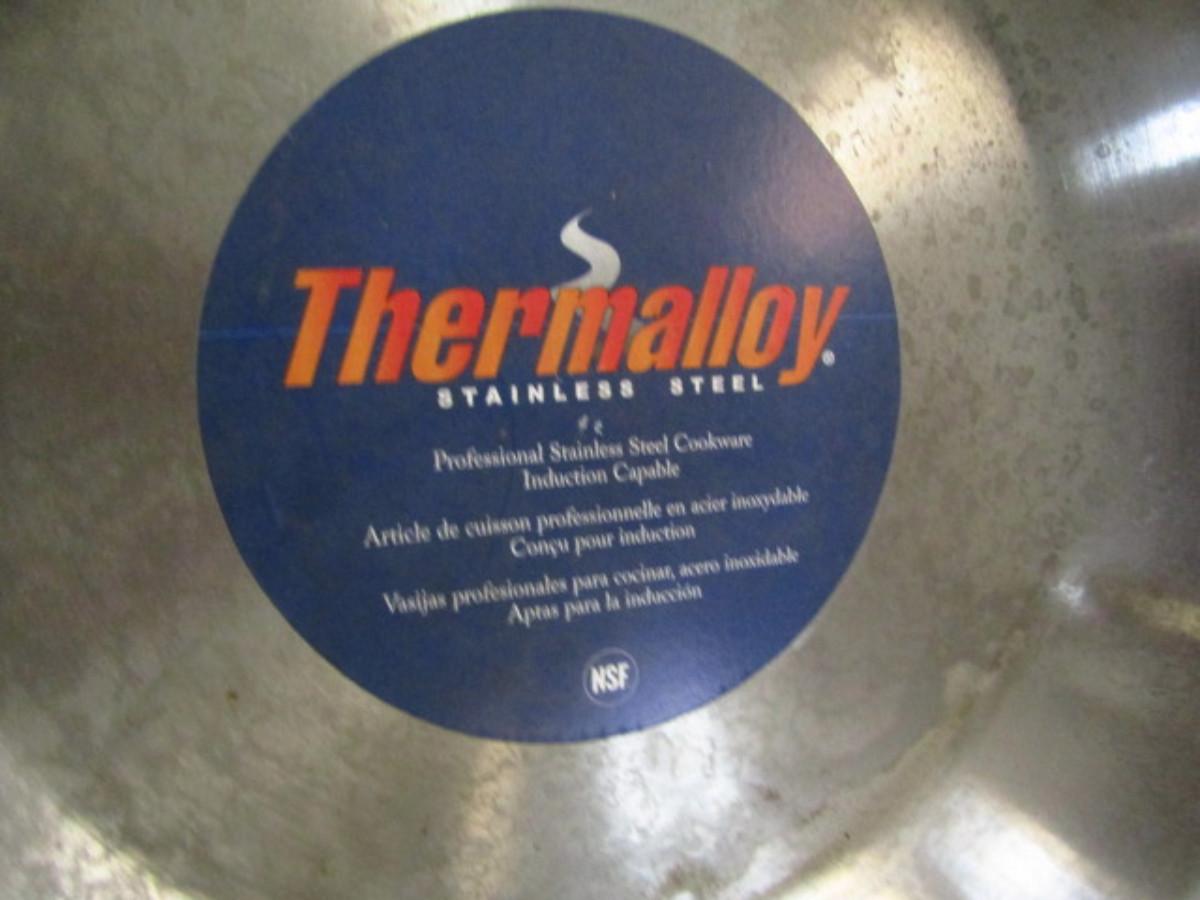 Thermalloy®
STAINLESS STEEL
Professional Stainless Steel Cookware
Induction Capable
Article de cuisson professionnelle en acier inoxydable
Conçu pour induction
Vasijas profesionales para cocinar, acero inoxidable
Aptas para la inducción
NSF